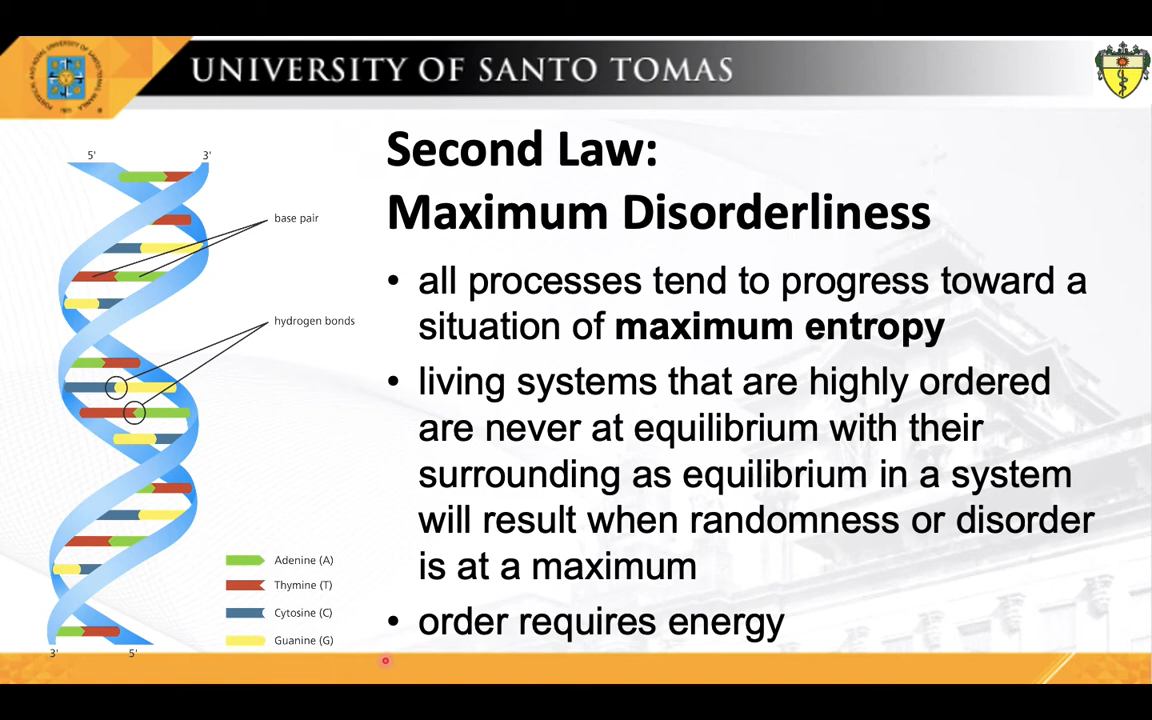 UNIVERSITY OF SANTO TOMAS
Second Law:
Maximum Disorderliness
• all processes tend to progress toward a
situation of maximum entropy
• living systems that are highly ordered
are never at equilibrium with their
surrounding as equilibrium in a system
will result when randomness or disorder
is at a maximum
• order requires energy
5'
3'
base pair
hydrogen bonds
Adenine (A)
Thymine (T)
Cytosine (C)
Guanine (G)
3'
5'